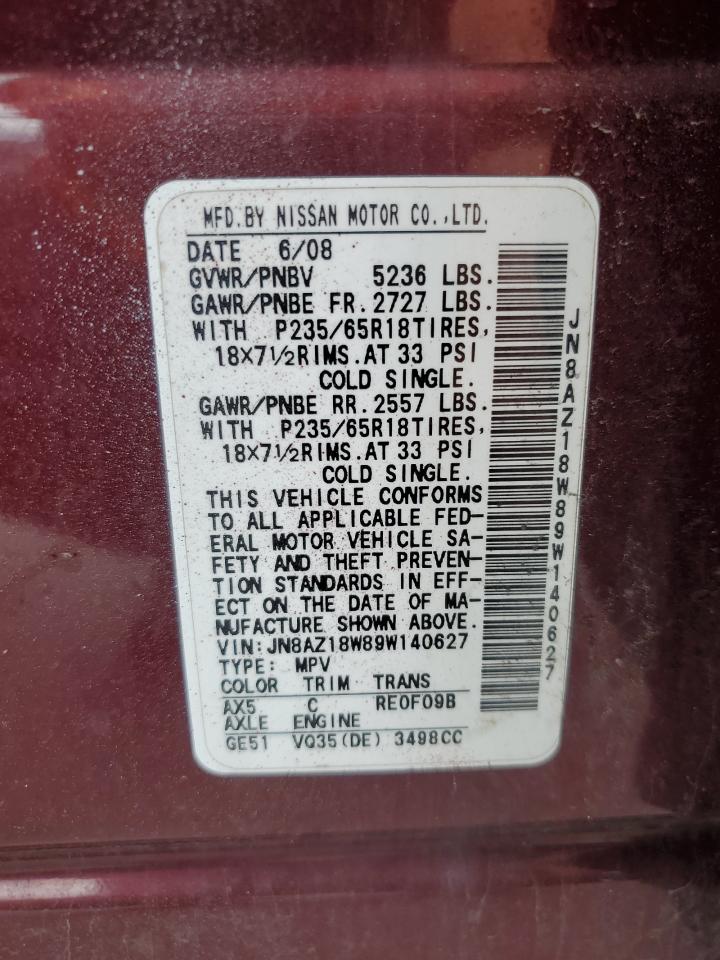 MFD.BY NISSAN MOTOR CO.,LTD.
DATE 6/08
GVWR/PNBV 5236 LBS.
GAWR/PNBE FR.2727 LBS.
WITH P235/65R18TIRES,
18×7½RIMS.AT 33 PSI
COLD SINGLE.
GAWR/PNBE RR.2557 LBS.
WITH P235/65R18TIRES,
18×7½RIMS.AT 33 PSI
COLD SINGLE.
THIS VEHICLE CONFORMS
TO ALL APPLICABLE FED-
ERAL MOTOR VEHICLE SA-
FETY AND THEFT PREVEN-
TION STANDARDS IN EFF-
ECT ON THE DATE OF MA-
NUFACTURE SHOWN ABOVE.
VIN:JN8AZ18W89W140627
TYPE: MPV
COLOR TRIM TRANS
AX5 C RE0F09B
AXLE ENGINE
GE51 VQ35(DE) 3498CC
JN8AZ18W89W140627